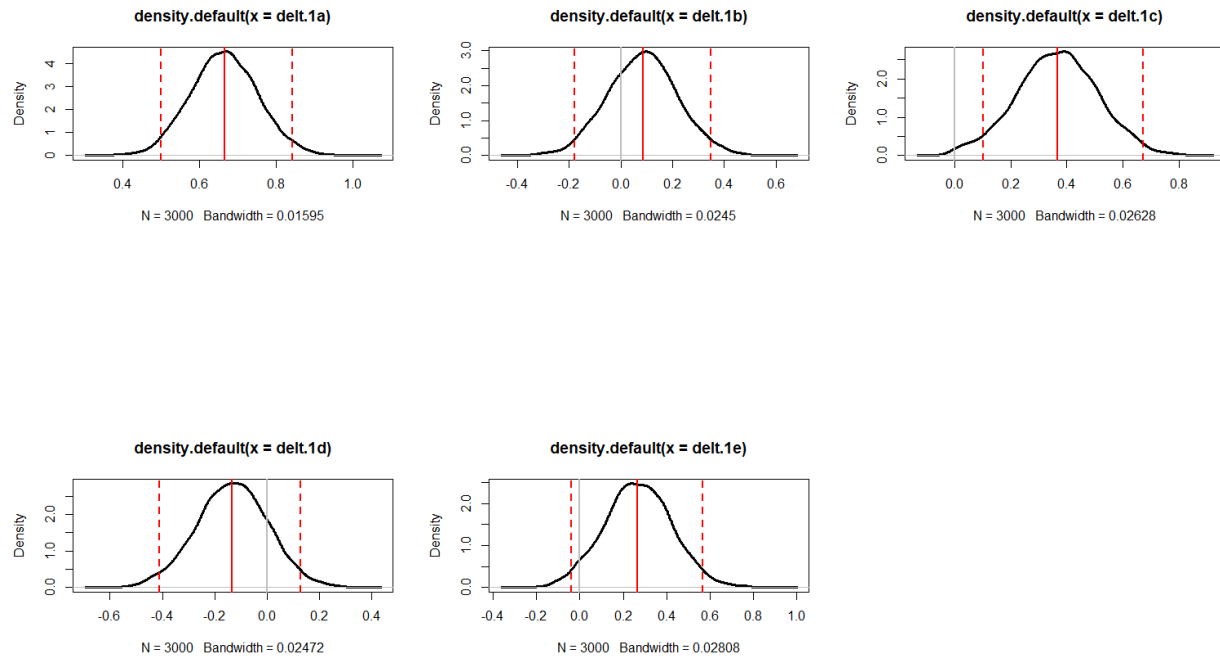 density.default(x = delt.1a)
Density
0 1 2 3 4
0.4 0.6 0.8 1.0
N = 3000 Bandwidth = 0.01595
density.default(x = delt.1b)
Density
0.0 1.0 2.0 3.0
-0.4 -0.2 0.0 0.2 0.4 0.6
N = 3000 Bandwidth = 0.0245
density.default(x = delt.1c)
Density
0.0 1.0 2.0
0.0 0.2 0.4 0.6 0.8
N = 3000 Bandwidth = 0.02628
density.default(x = delt.1d)
Density
0.0 1.0 2.0
-0.6 -0.4 -0.2 0.0 0.2 0.4
N = 3000 Bandwidth = 0.02472
density.default(x = delt.1e)
Density
0.0 1.0 2.0
-0.4 -0.2 0.0 0.2 0.4 0.6 0.8 1.0
N = 3000 Bandwidth = 0.02808